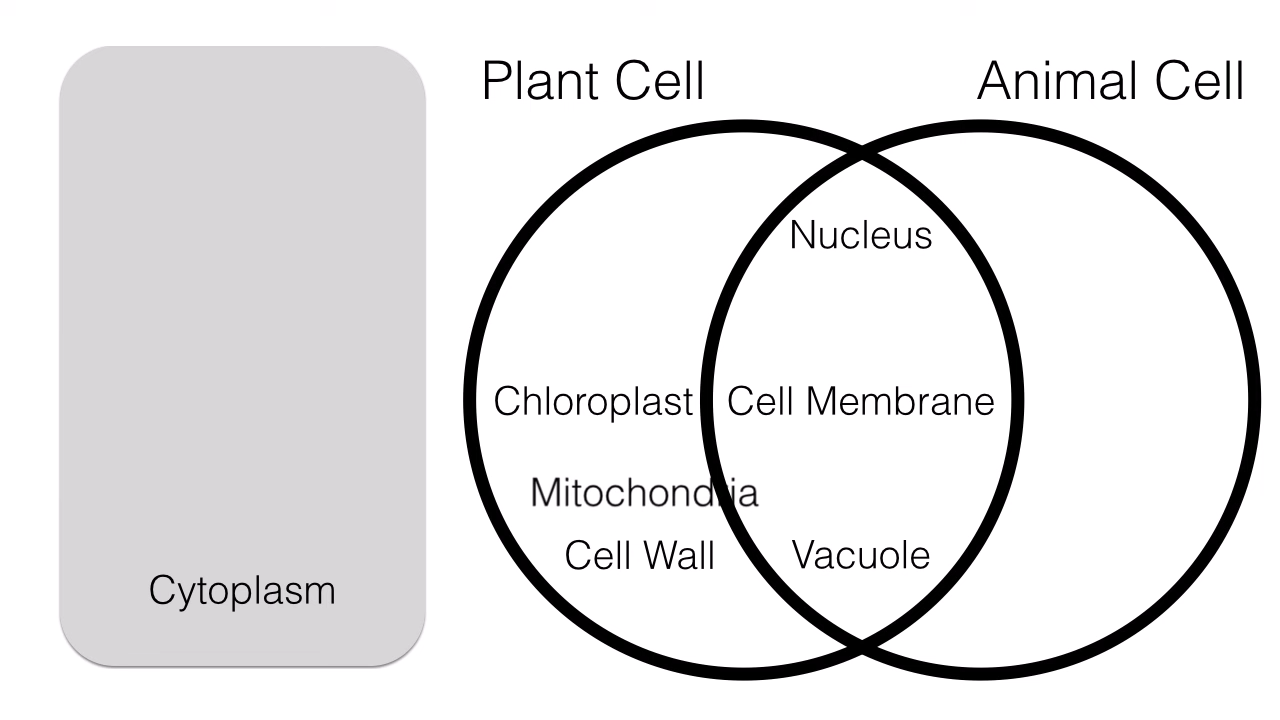 Plant Cell
Animal Cell
Nucleus
Chloroplast
Cell Membrane
Mitochondria
Cell Wall
Vacuole
Cytoplasm